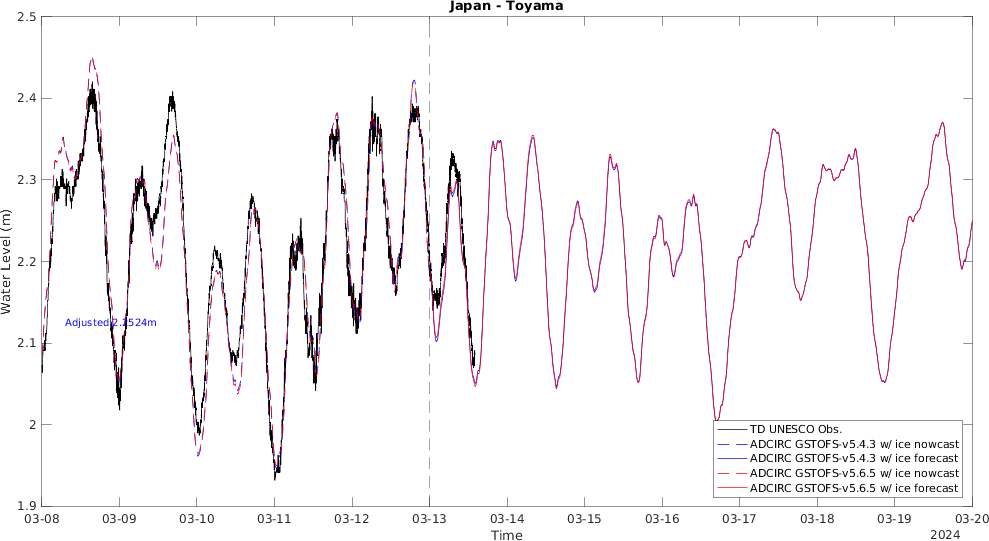 Japan - Toyama
2.5
2.4
2.3
2.2
2.1
2
1.9
Water Level (m)
Adjusted 2.2524m
TD UNESCO Obs.
ADCIRC GSTOFS-v5.4.3 w/ ice nowcast
ADCIRC GSTOFS-v5.4.3 w/ ice forecast
ADCIRC GSTOFS-v5.6.5 w/ ice nowcast
ADCIRC GSTOFS-v5.6.5 w/ ice forecast
03-08 03-09 03-10 03-11 03-12 03-13 03-14 03-15 03-16 03-17 03-18 03-19 03-20
Time
2024